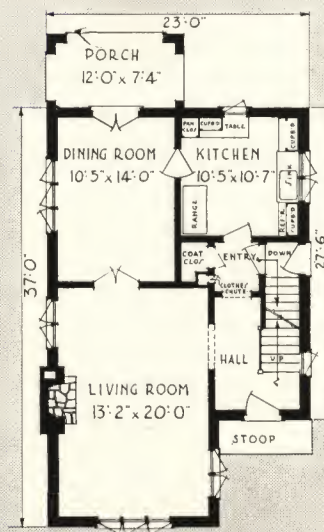 23'-0"
PORCH
12'-0" x 7'-4"
PAN CLOS
CUPB'D
TABLE
CUPB'D
DINING ROOM
10'-5" x 14'-0"
KITCHEN
10'-5" x 10'-7"
SINK
RANGE
REFR.
CUPB'D
27'-6"
37'-0"
COAT CLOS
ENTRY
DOWN
CLOTHES CHUTE
HALL
UP
LIVING ROOM
13'-2" x 20'-0"
STOOP